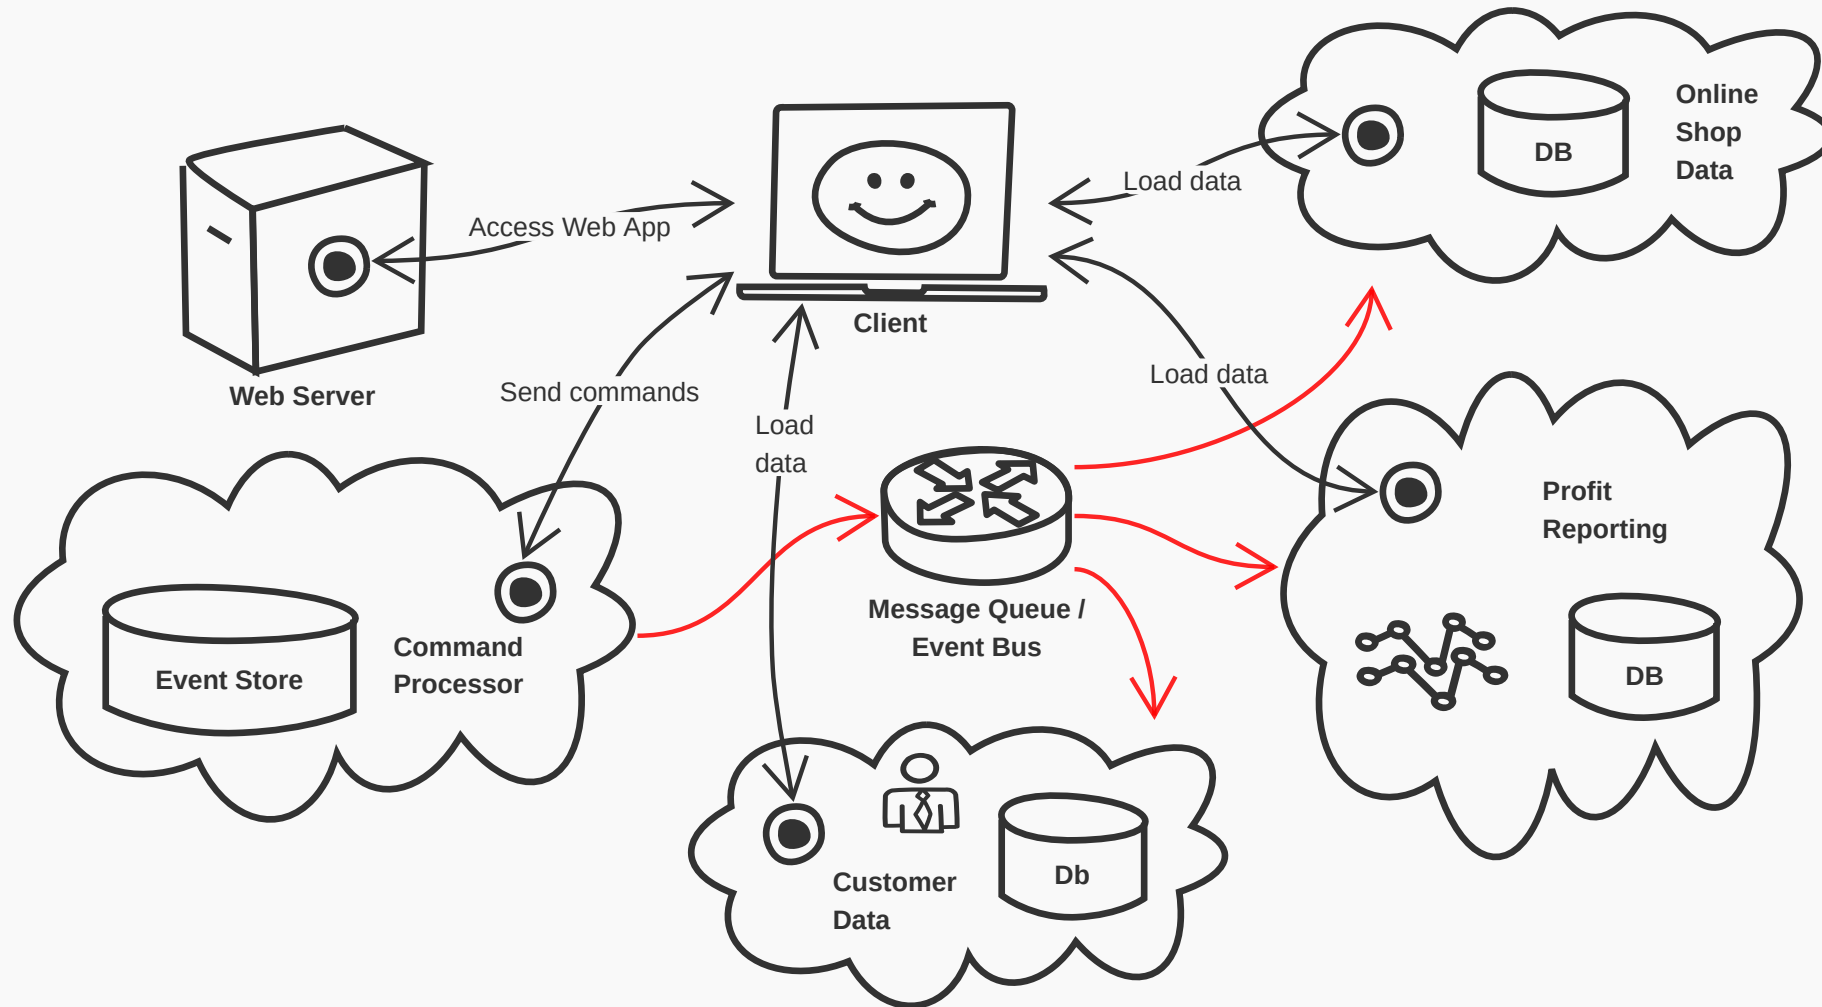 Online
Shop
Data
DB
Load data
Access Web App
Client
Web Server
Send commands
Load
data
Load data
Profit
Reporting
DB
Message Queue /
Event Bus
Command
Processor
Event Store
Customer
Data
Db